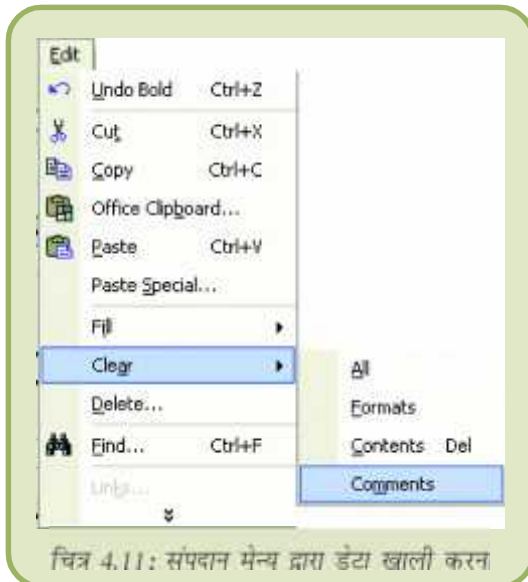 Edit
Undo Bold Ctrl+Z
Cut Ctrl+X
Copy Ctrl+C
Office Clipboard...
Paste Ctrl+V
Paste Special...
Fill
Clear
All
Formats
Delete...
Contents Del
Find... Ctrl+F
Comments
Links...
चित्र 4.11: संपदान मेन्य द्वारा डेटा खाली करन